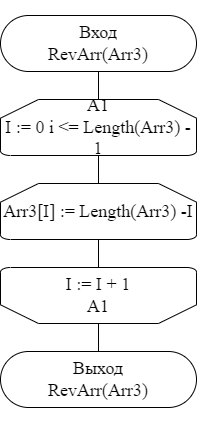 Вход
RevArr(Arr3)
A1
I := 0 i <= Length(Arr3) -
1
Arr3[I] := Length(Arr3) -I
I := I + 1
A1
Выход
RevArr(Arr3)